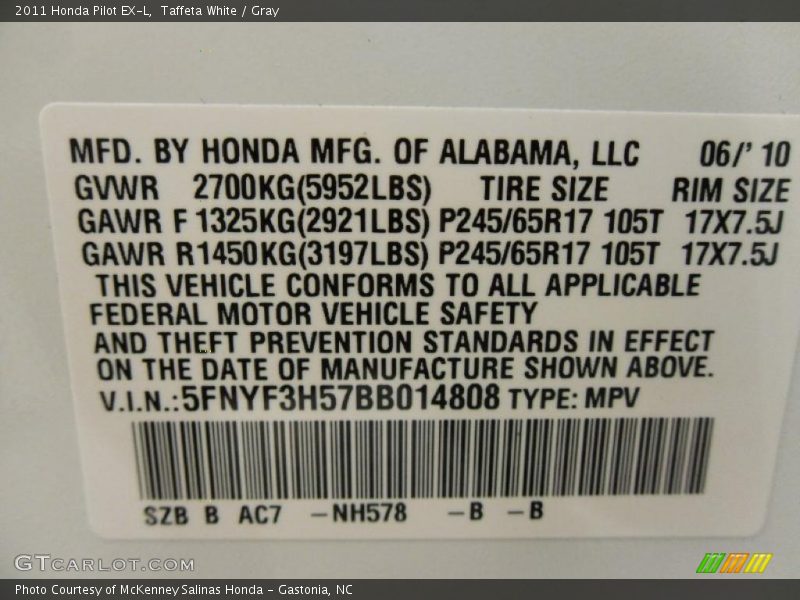 2011 Honda Pilot EX-L, Taffeta White / Gray
MFD. BY HONDA MFG. OF ALABAMA, LLC 06/' 10
GVWR 2700KG(5952LBS) TIRE SIZE RIM SIZE
GAWR F 1325KG(2921LBS) P245/65R17 105T 17X7.5J
GAWR R1450KG(3197LBS) P245/65R17 105T 17X7.5J
THIS VEHICLE CONFORMS TO ALL APPLICABLE
FEDERAL MOTOR VEHICLE SAFETY
AND THEFT PREVENTION STANDARDS IN EFFECT
ON THE DATE OF MANUFACTURE SHOWN ABOVE.
V.I.N.:5FNYF3H57BB014808 TYPE: MPV
SZB B AC7 -NH578 -B -B
GTCARLOT.COM
Photo Courtesy of McKenney Salinas Honda - Gastonia, NC